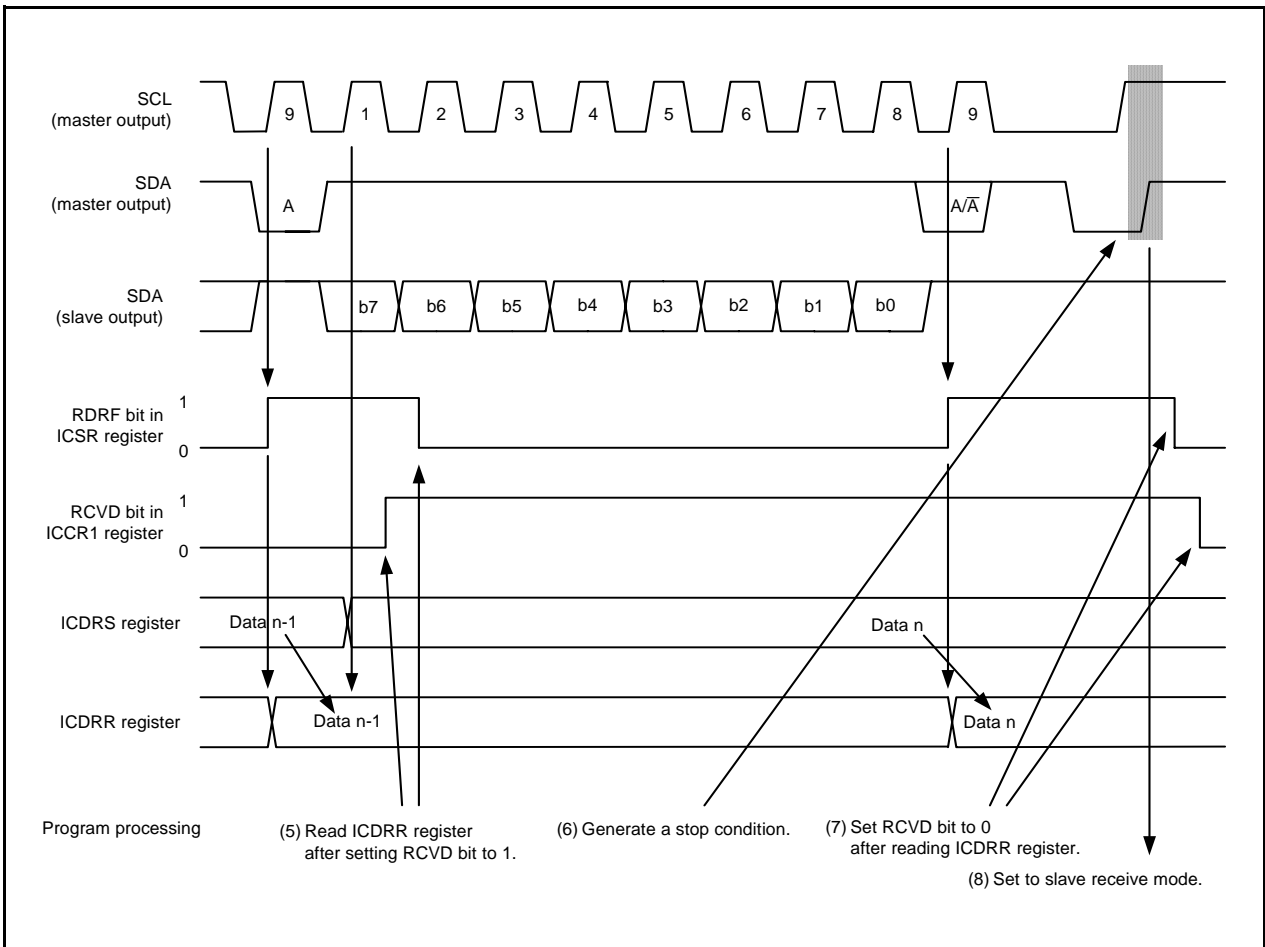 SCL
(master output)
9 1 2 3 4 5 6 7 8 9
SDA
(master output)
A A/A̅
SDA
(slave output)
b7 b6 b5 b4 b3 b2 b1 b0
RDRF bit in
ICSR register
1
0
RCVD bit in
ICCR1 register
1
0
ICDRS register
Data n-1 Data n
ICDRR register
Data n-1 Data n
Program processing
(5) Read ICDRR register
after setting RCVD bit to 1.
(6) Generate a stop condition.
(7) Set RCVD bit to 0
after reading ICDRR register.
(8) Set to slave receive mode.